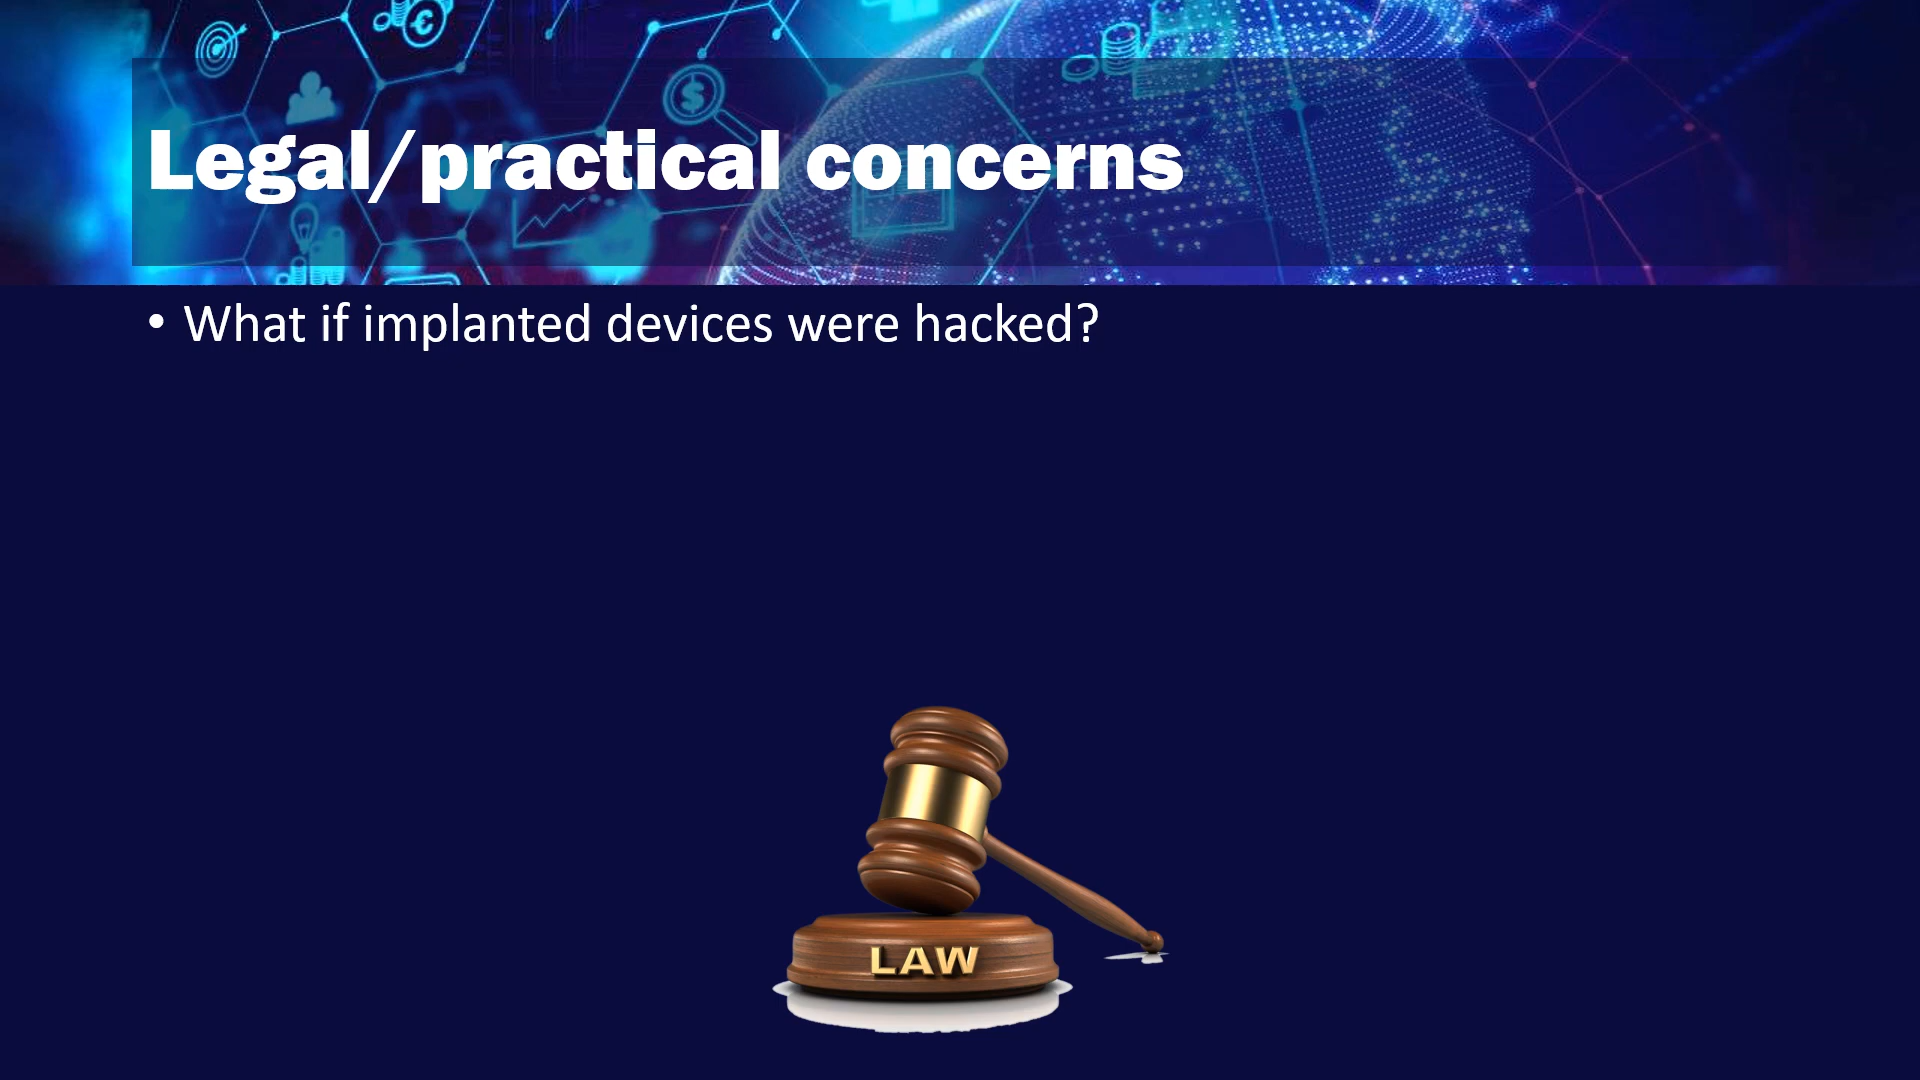 Legal/practical concerns
• What if implanted devices were hacked?
LAW